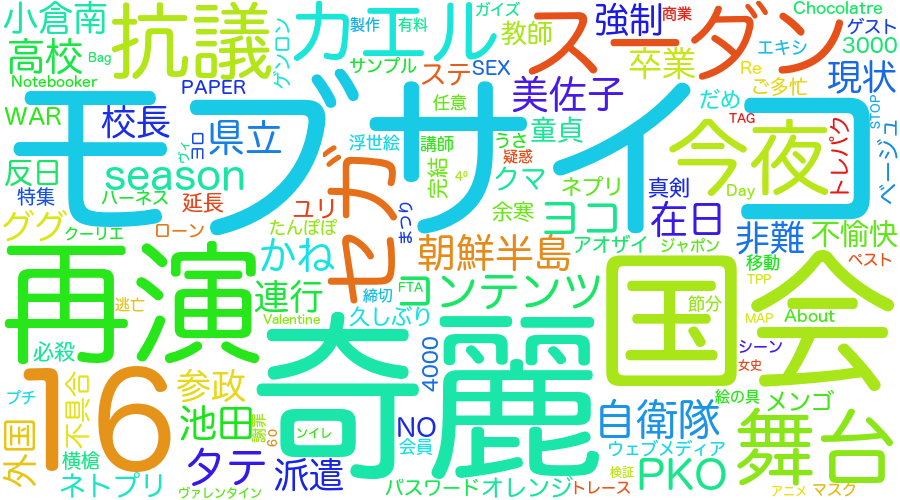 小倉南
抗議
カエル
ガイズ
製作
有料
ゲンロン
教師
強制
商業
スーダン
Chocolatre
ゲスト
3000
高校
Bag
Notebooker
サンプル
ステ
SEX
卒業
エキシ
Re
ご多忙
現状
WAR
PAPER
任意
美佐子
だめ
TAG
STOP
モブサイコ
校長
ヨロ
県立
浮世絵
講師
うさ
童貞
今夜
トレパク
ベージュ
反日
season
ヴィ
セガ
疑惑
完結
4º
クマ
ネプリ
真剣
Day
特集
ハーネス
延長
ユリ
まつり
余寒
ヨコ
在日
非難
不愉快
ググ
クーリエ
ローン
たんぽぽ
かね
朝鮮半島
アオザイ
ジャポン
移動
ペスト
再演
連行
締切
FTA
コンテンツ
国会
節分
TPP
逃亡
Valentine
久しぶり
MAP
About
必殺
16
奇麗
4000
シーン
女史
プチ
不具合
参政
絵の具
メンゴ
外国
池田
謝罪
60
ンイレ
NO
会員
自衛隊
舞台
横槍
タテ
派遣
ウェブメディア
PKO
ネトプリ
ヴァレンタイン
パスワード
オレンジ
トレース
検証
アニメ
マスク